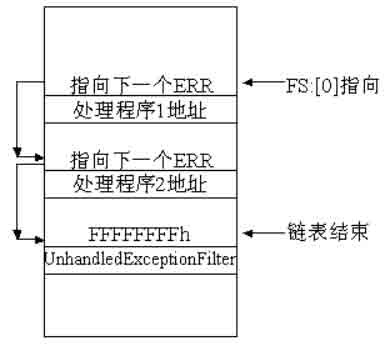 指向下一个ERR
FS:[0]指向
处理程序1地址
指向下一个ERR
处理程序2地址
FFFFFFFFh
链表结束
UnhandledExceptionFilter